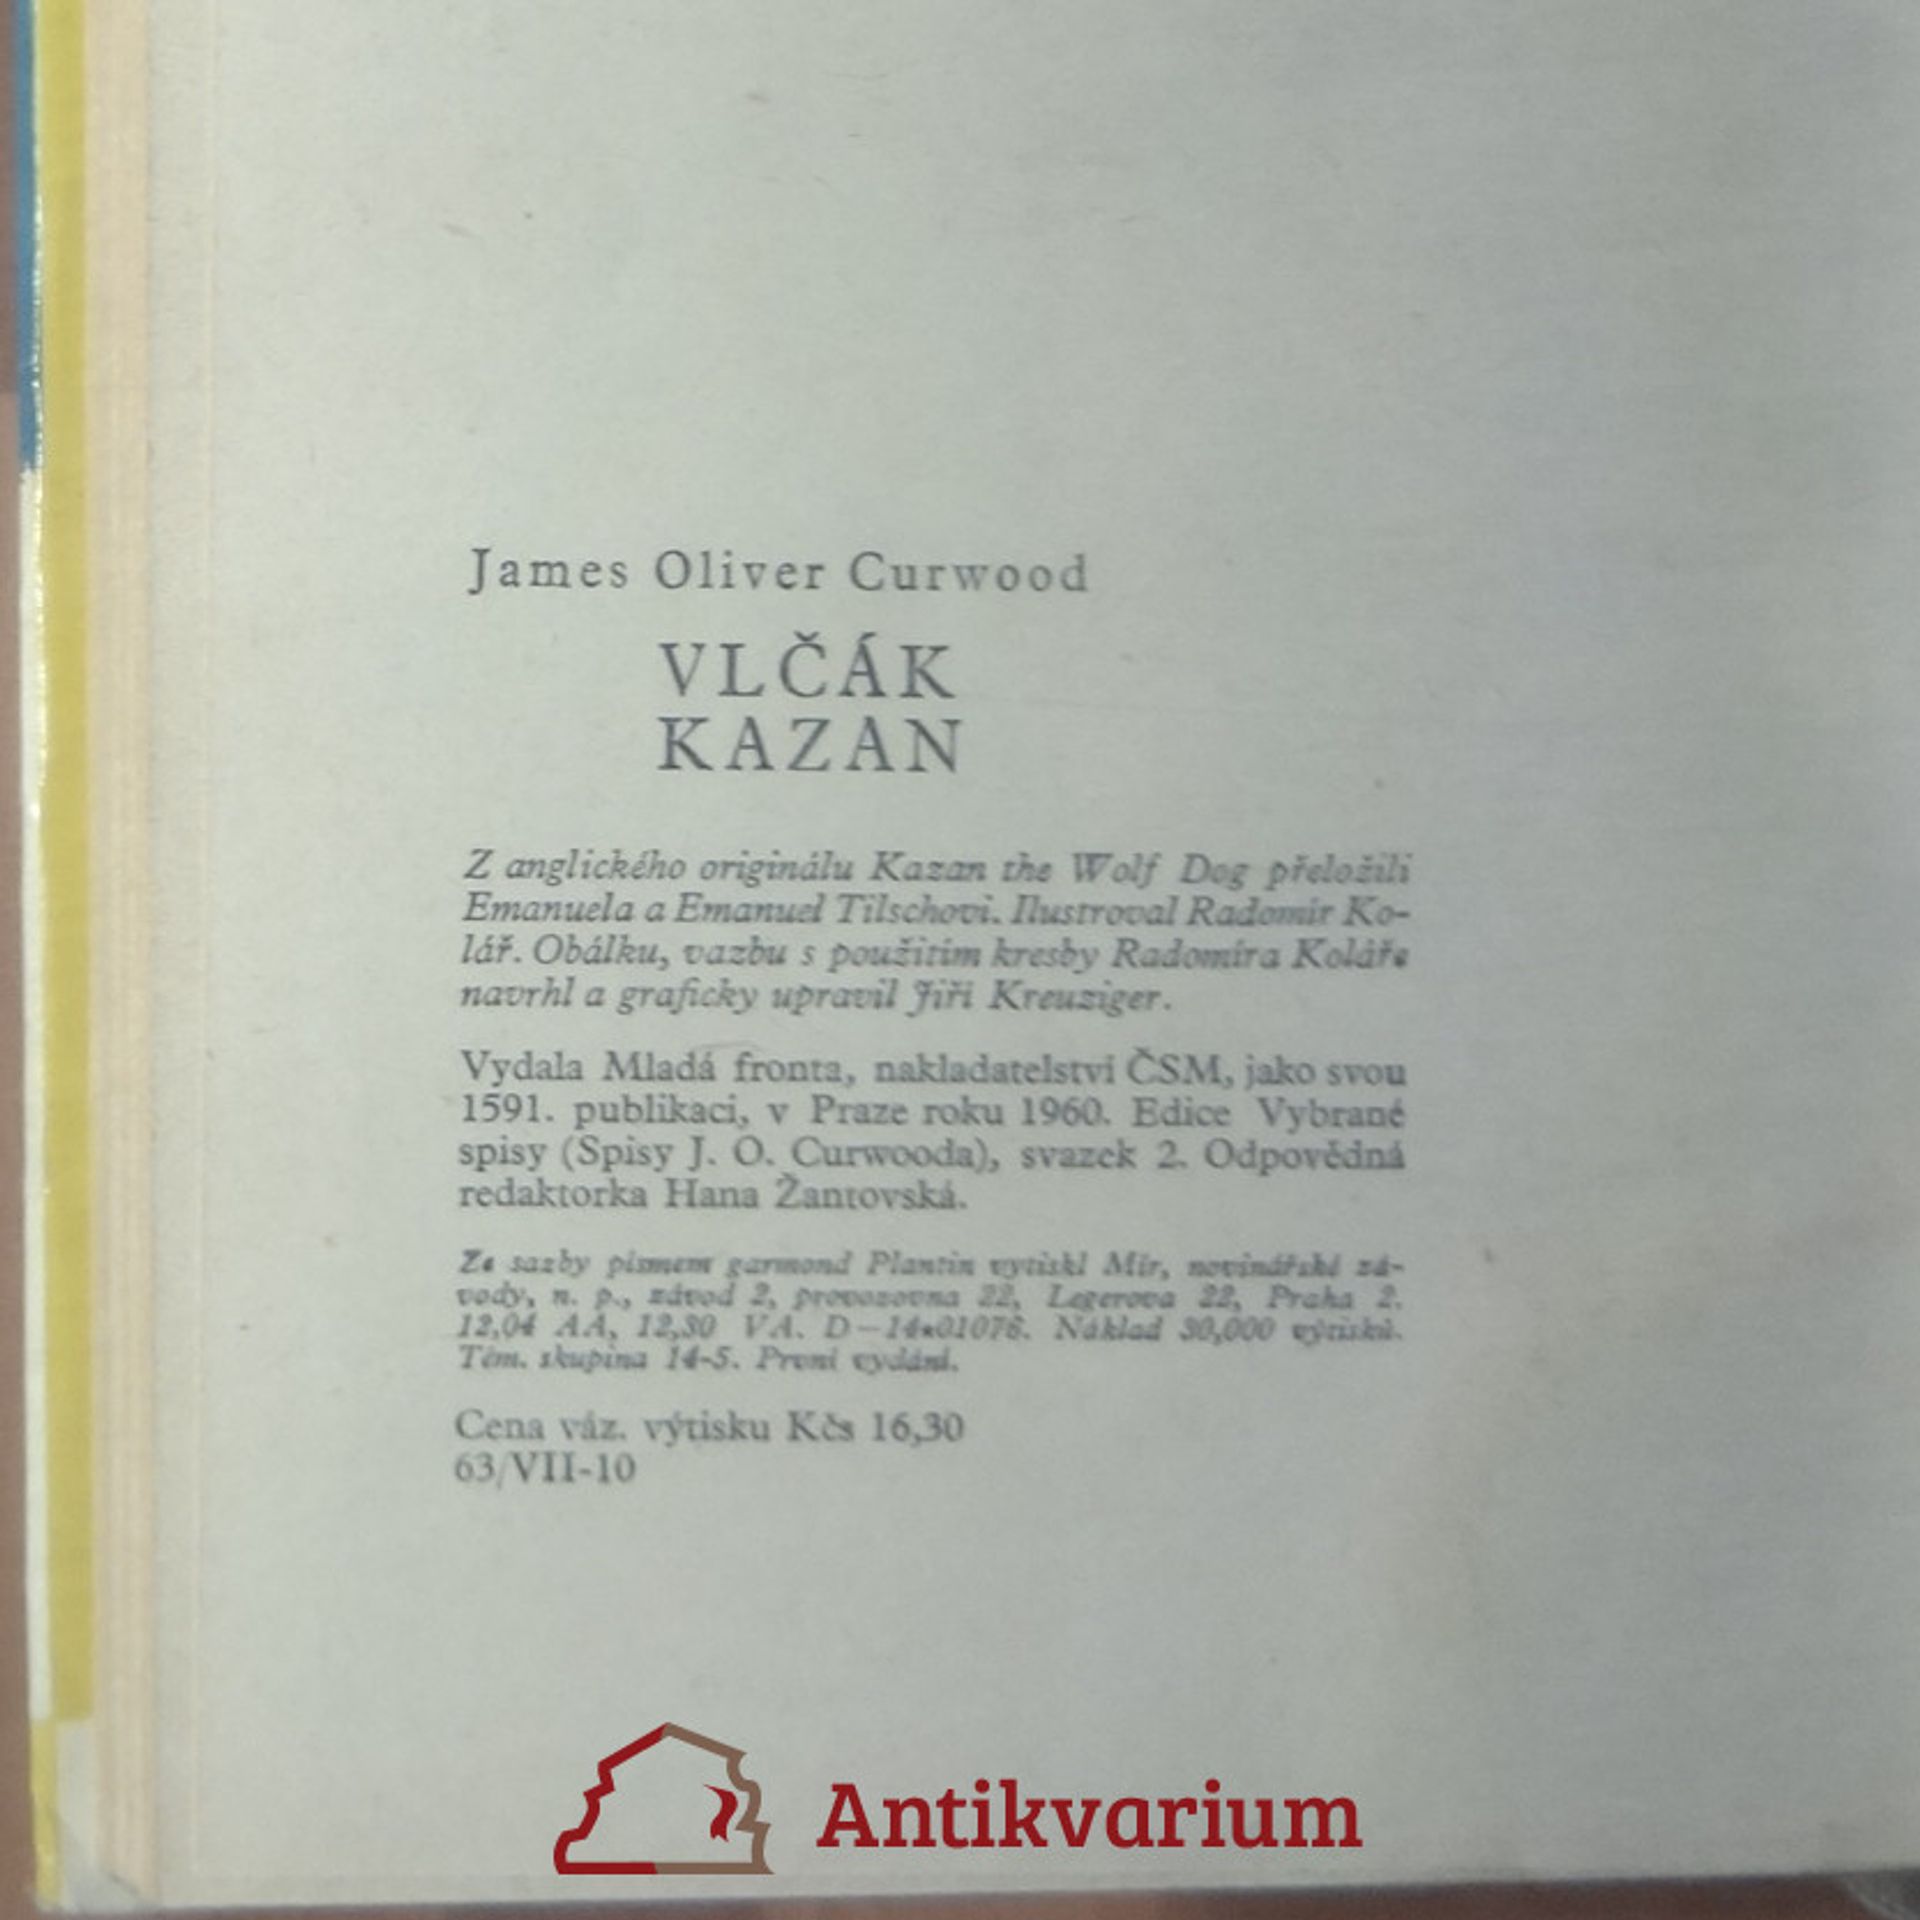 James Oliver Curwood
VLČÁK
KAZAN
Z anglického originálu Kazan the Wolf Dog přeložili
Emanuela a Emanuel Tilschovi. Ilustroval Radomír Ko-
lář. Obálku, vazbu s použitím kresby Radomíra Koláře
navrhl a graficky upravil Jiří Kreuziger.
Vydala Mladá fronta, nakladatelství ČSM, jako svou
1591. publikaci, v Praze roku 1960. Edice Vybrané
spisy (Spisy J. O. Curwooda), svazek 2. Odpovědná
redaktorka Hana Žantovská.
Ze sazby písmem garmond Plantin vytiskl Mír, novinářské zá-
vody, n. p., závod 2, provozovna 22, Legerova 22, Praha 2.
12,04 AA, 12,30 VA. D—14*01076. Náklad 30,000 výtisků.
Tém. skupina 14-5. První vydání.
Cena váz. výtisku Kčs 16,30
63/VII-10
Antikvarium